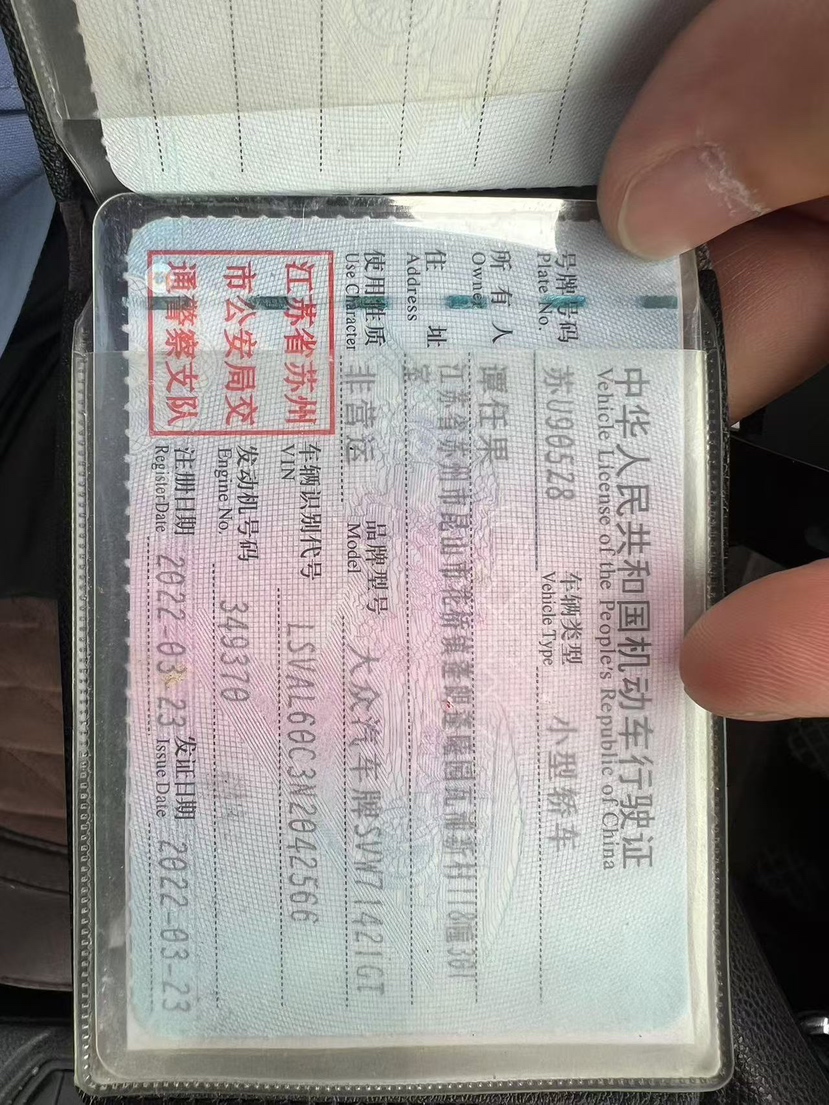 中华人民共和国机动车行驶证
Vehicle License of the People's Republic of China
号牌号码 苏U905Z8 车辆类型 小型轿车
Plate No. Vehicle Type
所有人 谭任果
Owner
住址 江苏省苏州市昆山市花桥镇
Address 室
使用性质 非营运 品牌型号 大众汽车牌SVW71421GT
Use Character Model
江苏省苏州
市公安局交
通警察支队
车辆识别代号 LSVAL60C3N2042566
VIN
发动机号码 349370
Engine No.
注册日期 2022-03-23 发证日期 2022-03-23
Register Date Issue Date